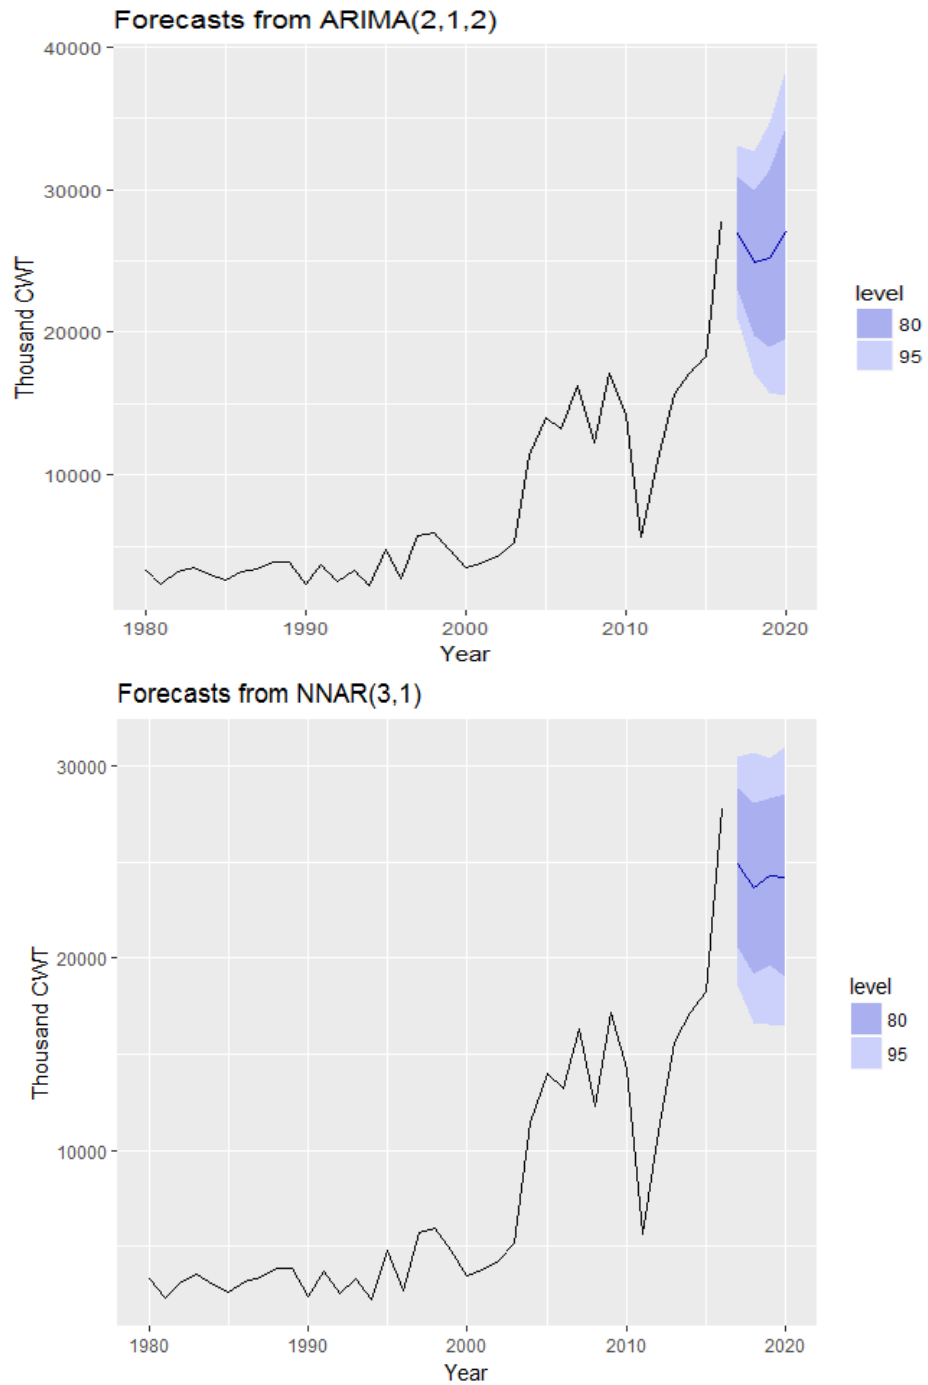 Forecasts from ARIMA(2,1,2)
40000
30000
20000
10000
Thousand CWT
1980
1990
2000
2010
2020
Year
level
80
95
Forecasts from NNAR(3,1)
30000
20000
10000
Thousand CWT
1980
1990
2000
2010
2020
Year
level
80
95